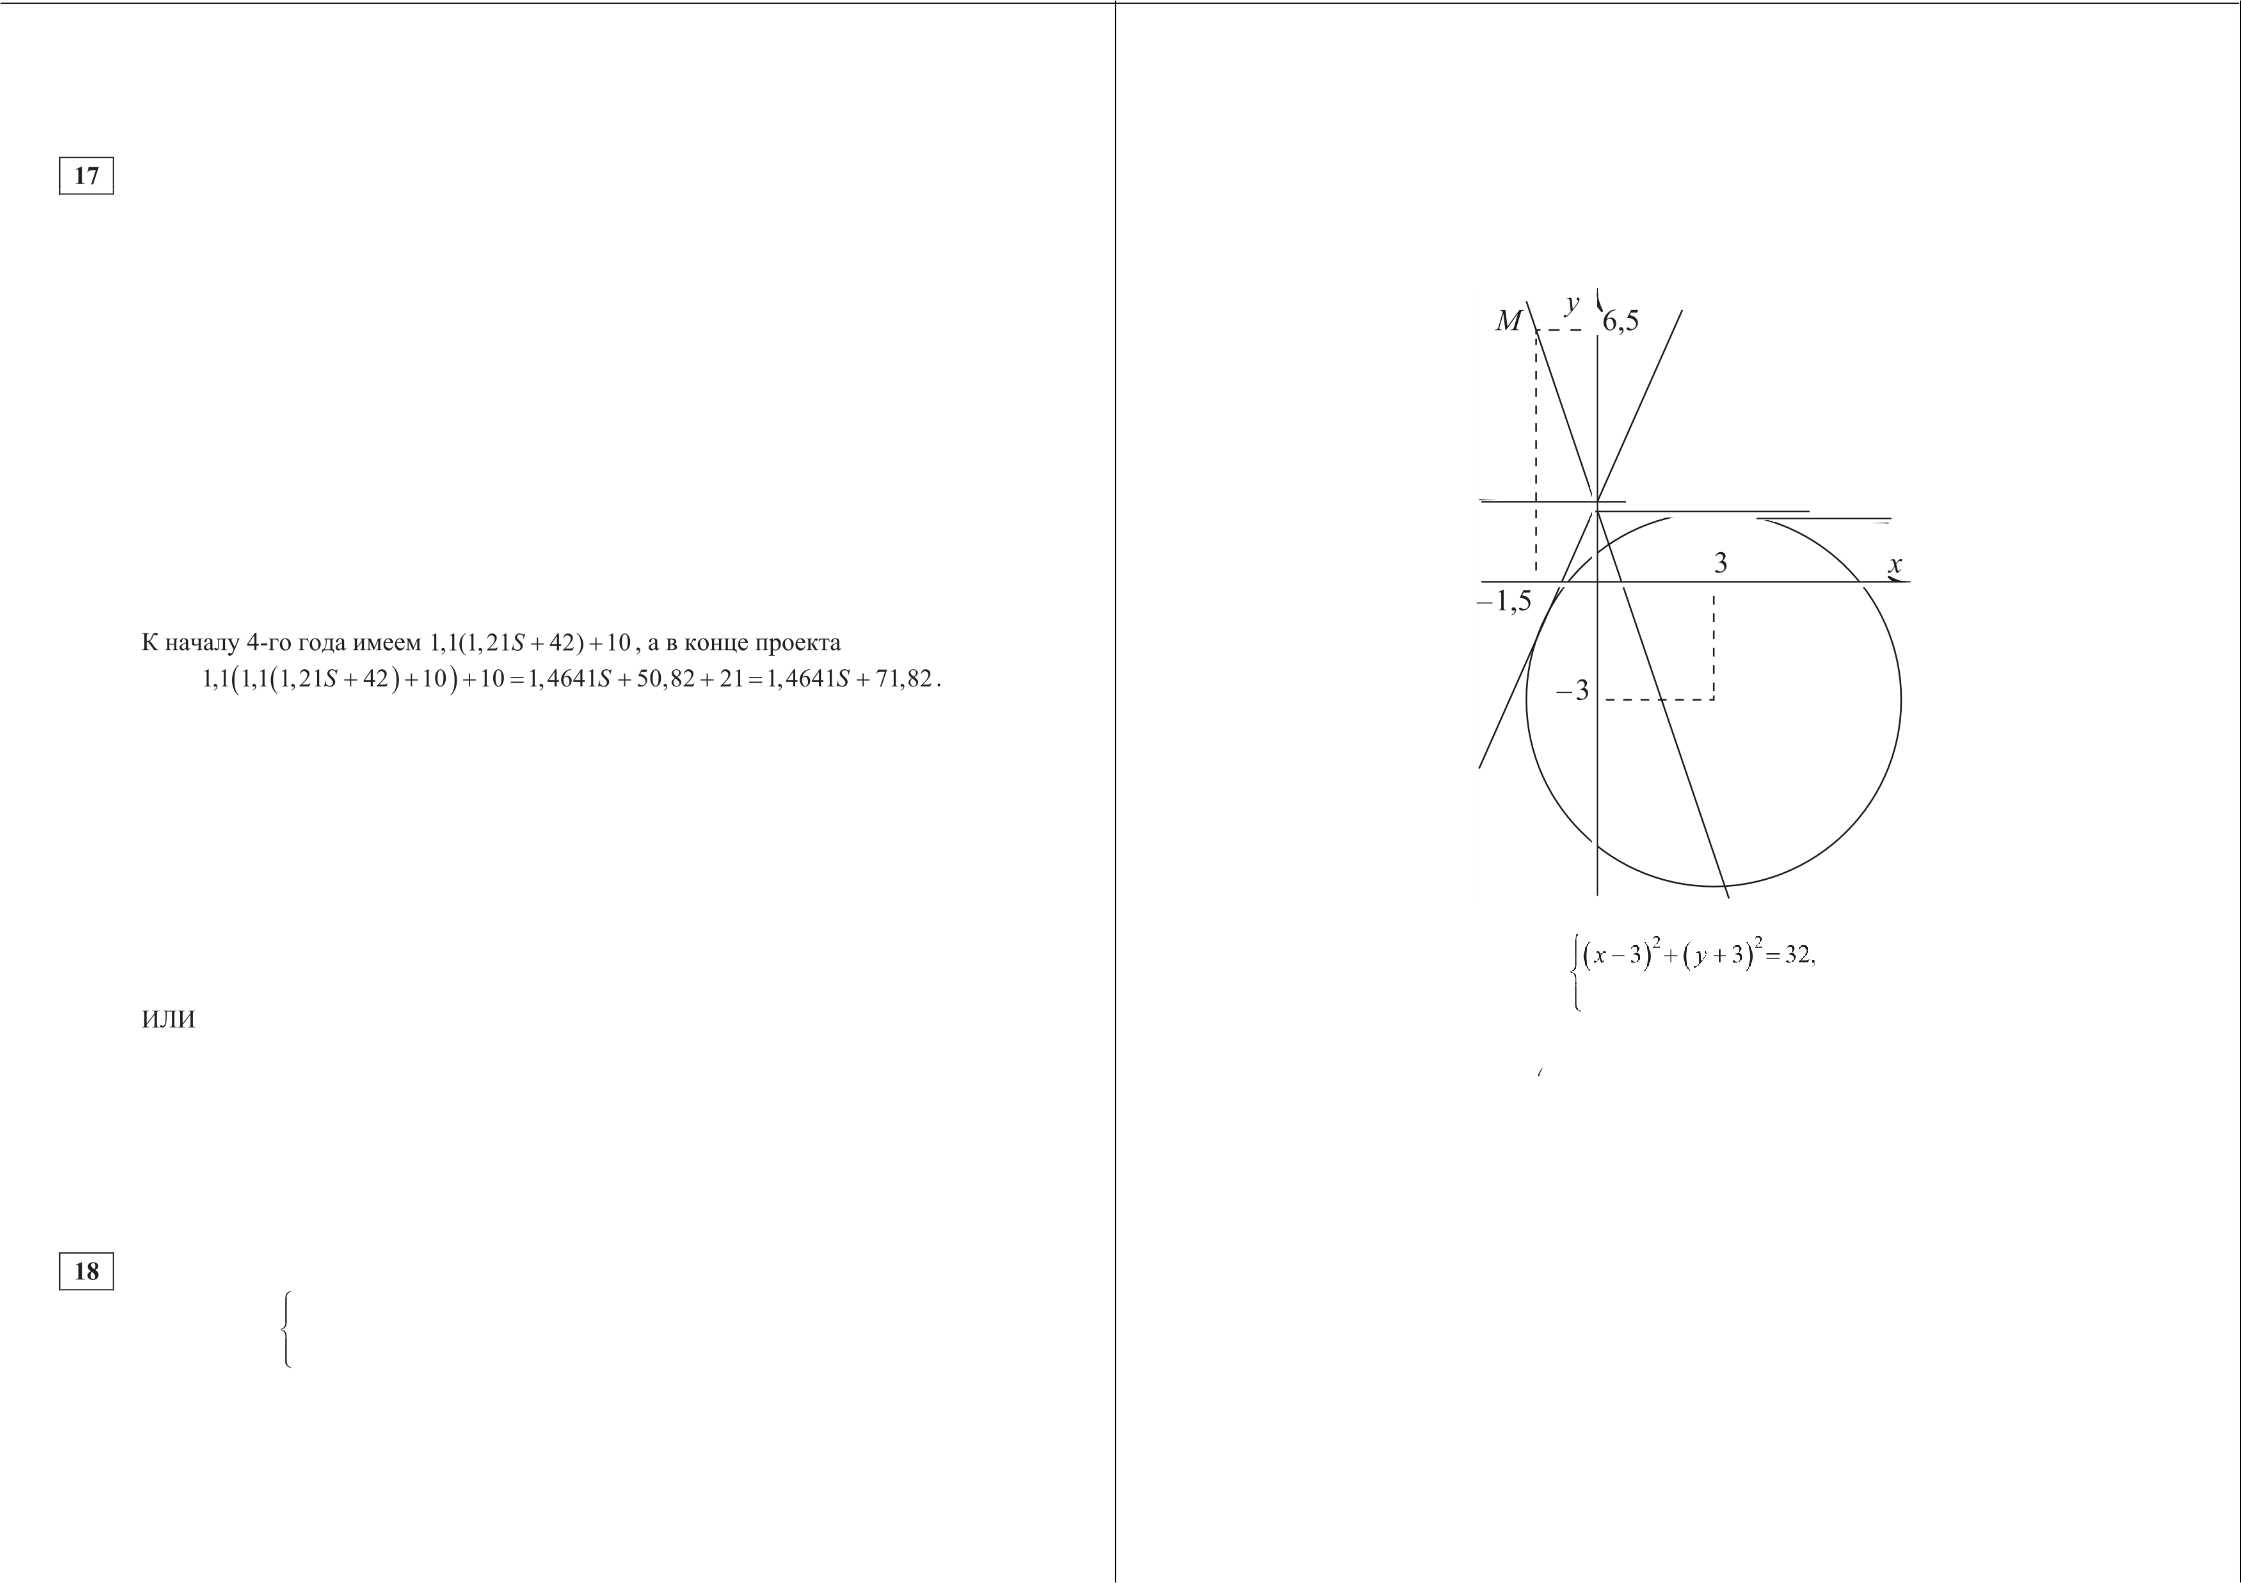 17
К началу 4-го года имеем 1,1(1,21S + 42) + 10, а в конце проекта
1,1(1,1(1,21S + 42) + 10) + 10 = 1,4641S + 50,82 + 21 = 1,4641S + 71,82.
ИЛИ
18
y
M
6,5
3
x
−1,5
−3
{(x − 3)² + (y + 3)² = 32,
{